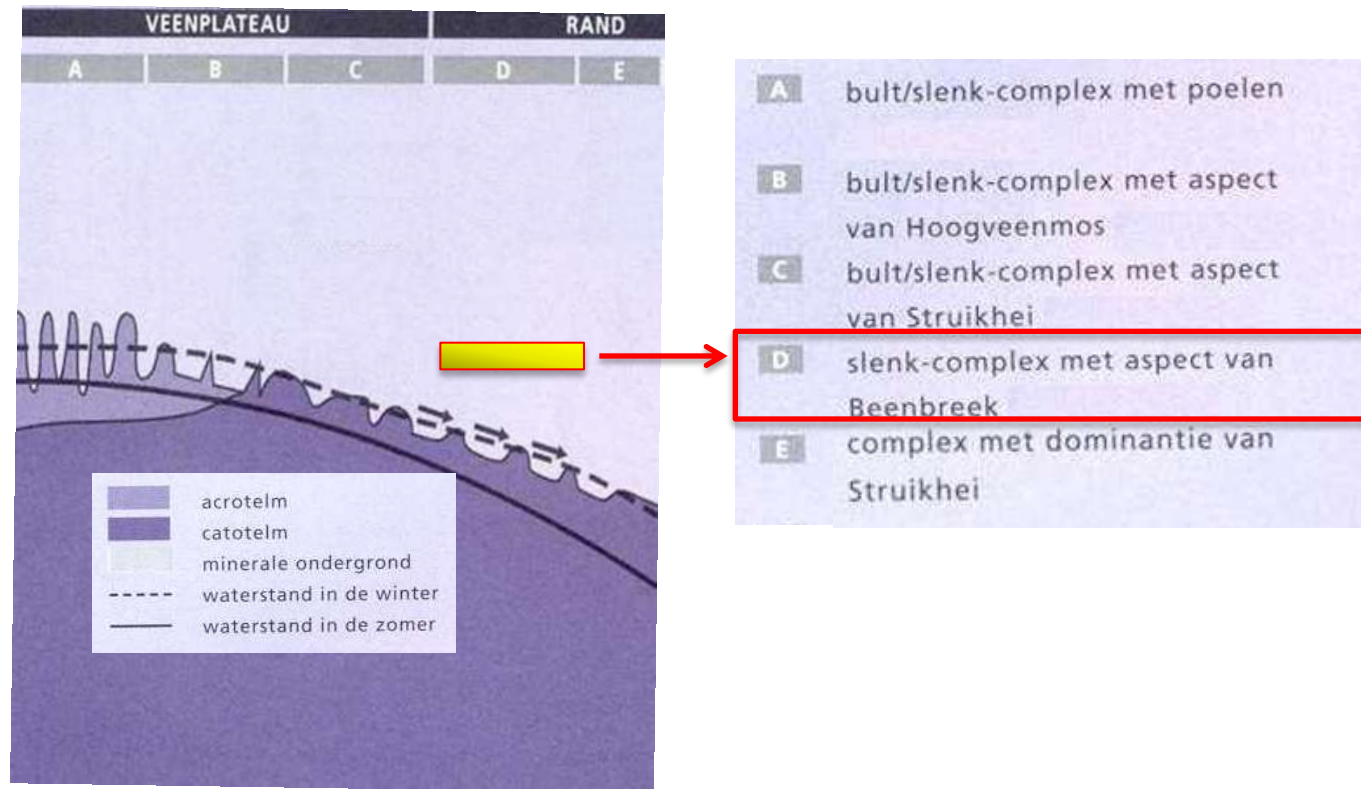 VEENPLATEAU RAND
A B C D E
acrotelm
catotelm
minerale ondergrond
waterstand in de winter
waterstand in de zomer
A bult/slenk-complex met poelen
B bult/slenk-complex met aspect
van Hoogveenmos
C bult/slenk-complex met aspect
van Struikhei
D slenk-complex met aspect van
Beenbreek
E complex met dominantie van
Struikhei